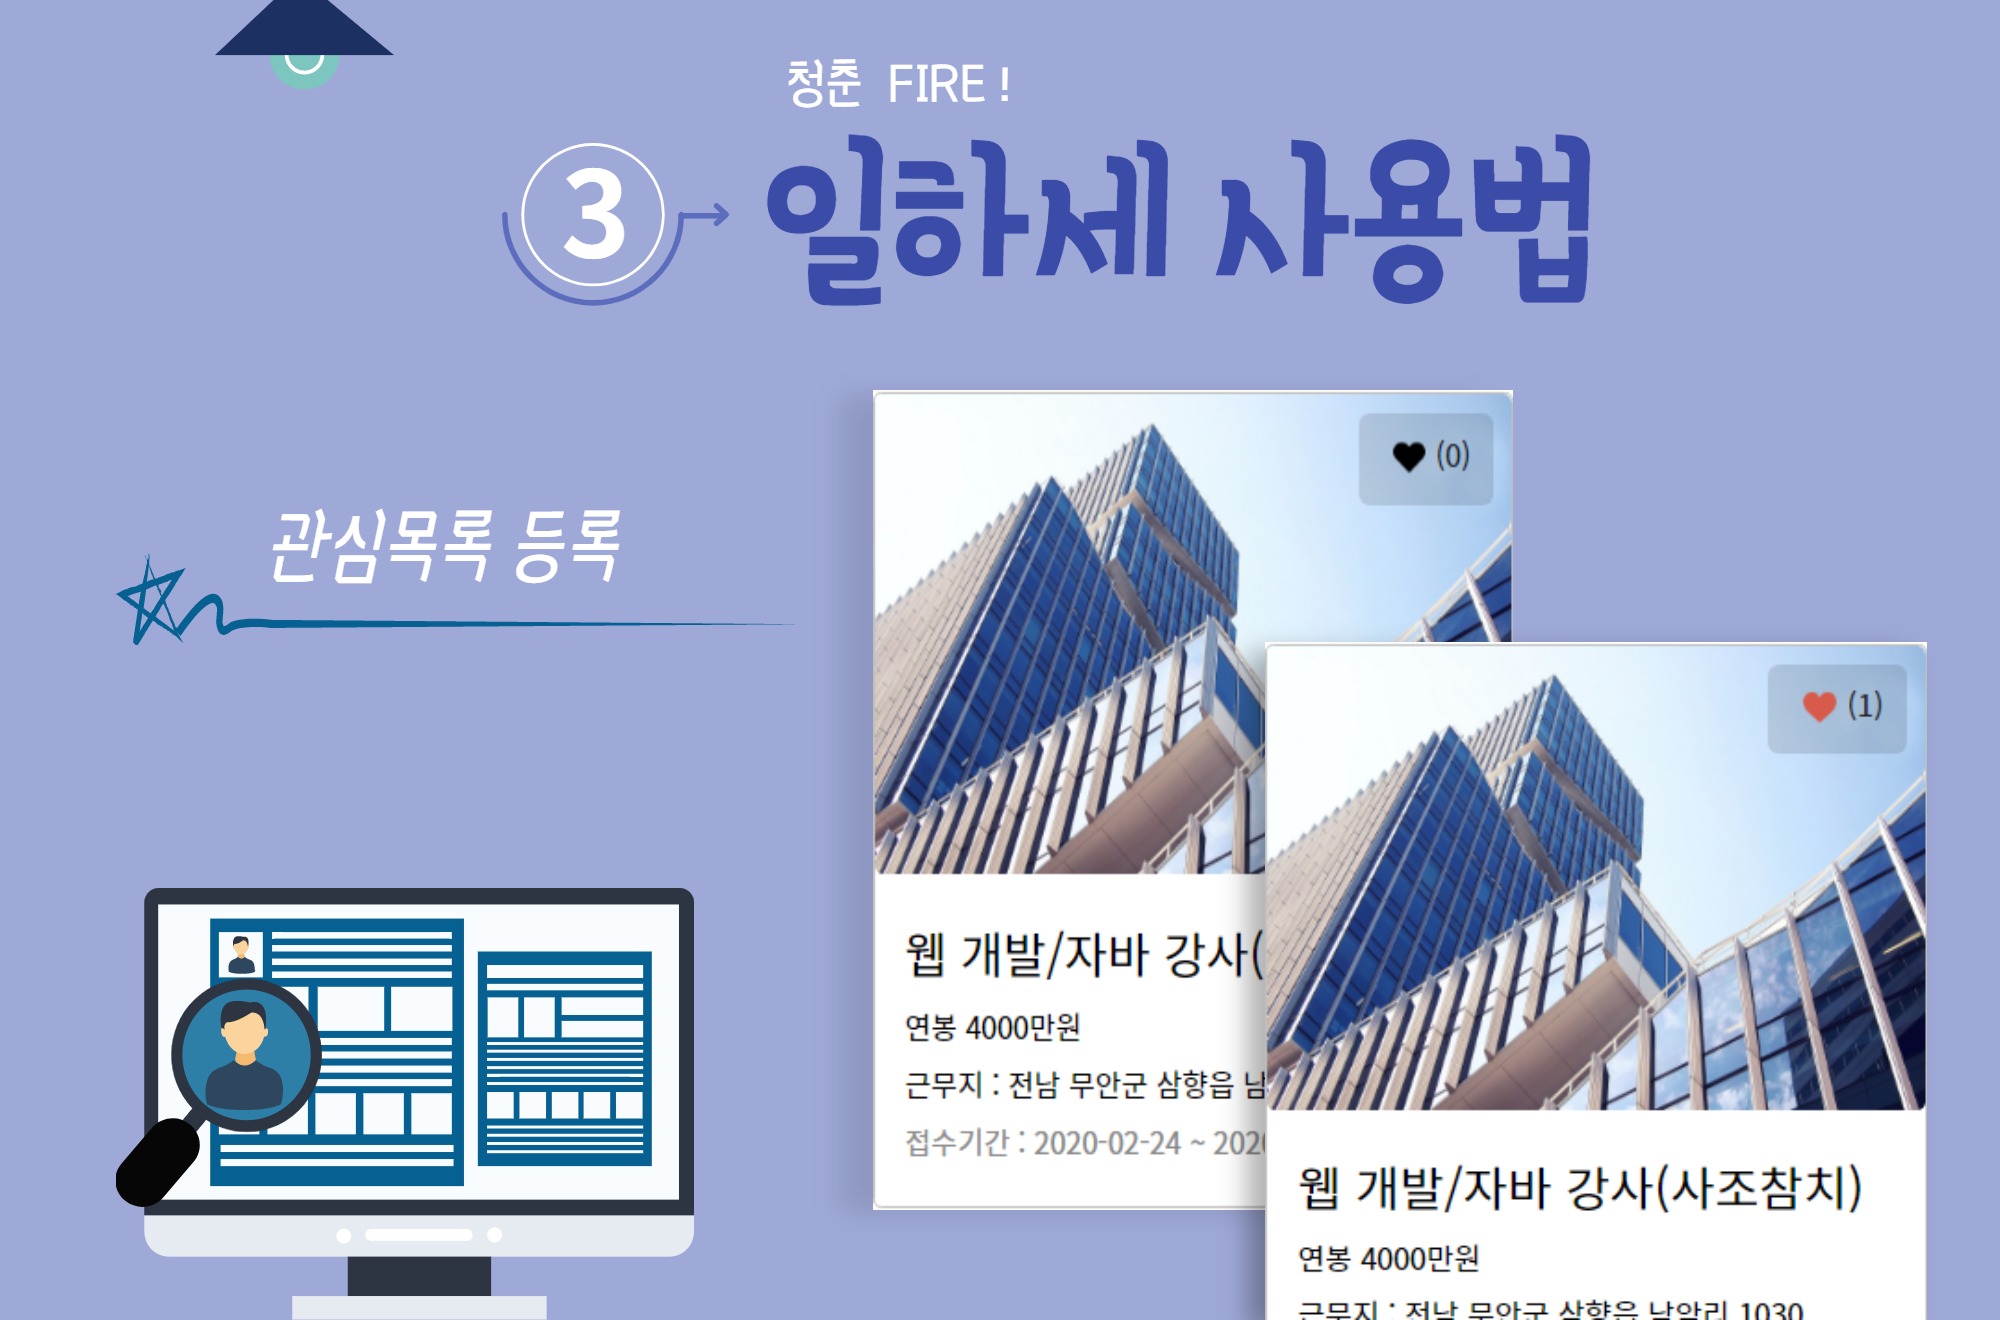 청춘 FIRE !
3
일하세 사용법
관심목록 등록
(0)
웹 개발/자바 강사(
연봉 4000만원
근무지 : 전남 무안군 삼향읍
접수기간 : 2020-02-24 ~
(1)
웹 개발/자바 강사(사조참치)
연봉 4000만원
근무지 : 전남 무안군 삼향읍 남악리 1030